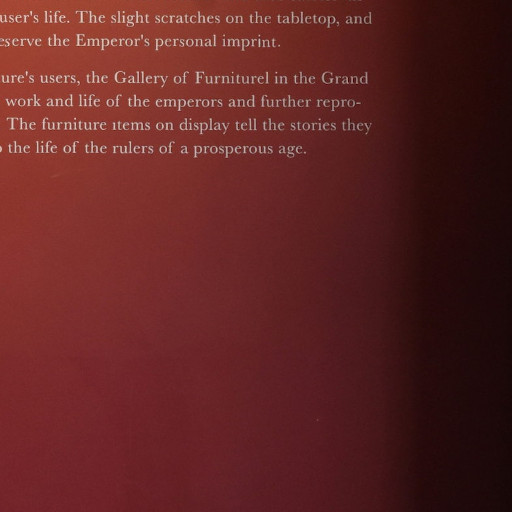 user's life. The slight scratches on the tabletop, and
eserve the Emperor's personal imprint.
ure's users, the Gallery of Furniturel in the Grand
work and life of the emperors and further repro-
The furniture items on display tell the stories they
the life of the rulers of a prosperous age.